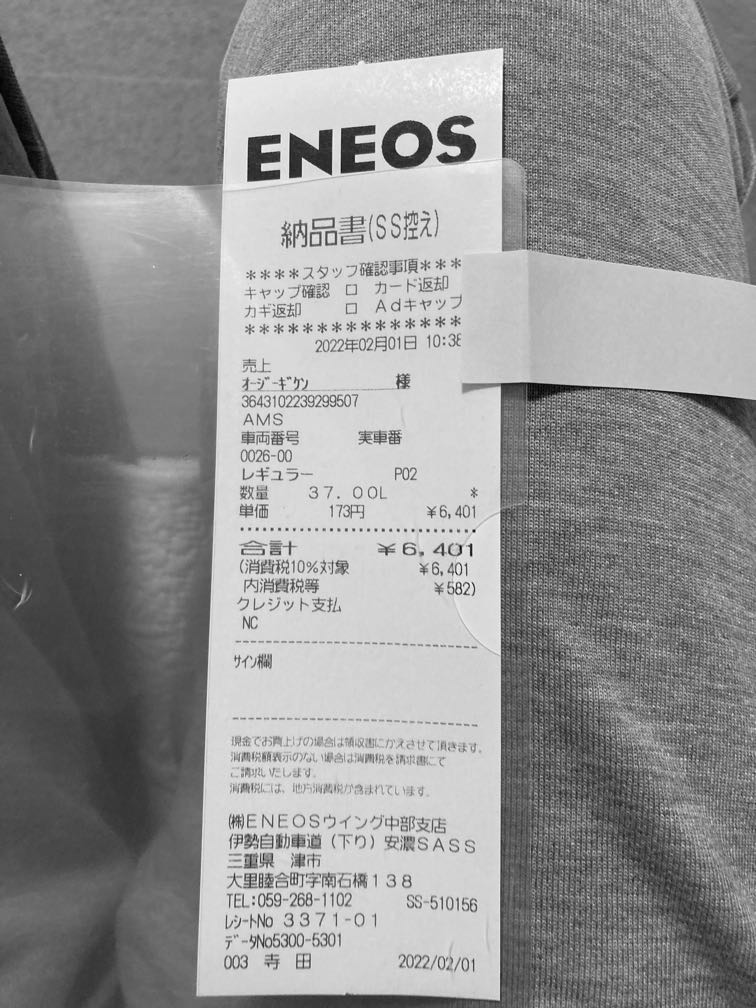 ENEOS
納品書(SS控え)
****スタッフ確認事項***
キャップ確認 □ カード返却
カギ返却 □ Adキャップ
***************
2022年02月01日 10:38
売上
オージーギケン 様
3643102239299507
AMS
車両番号 実車番
0026-00
レギュラー P02
数量 37.00L *
単価 173円 ¥6,401
合計 ¥6,401
(消費税10%対象 ¥6,401
内消費税等 ¥582)
クレジット支払
NC
サイン欄
現金でお買上げの場合は領収書にかえさせて頂きます。
消費税額表示のない場合は消費税を請求書にて
ご請求いたします。
消費税には、地方消費税が含まれています。
㈱ENEOSウイング中部支店
伊勢自動車道(下り)安濃SASS
三重県 津市
大里睦合町字南石橋138
TEL:059-268-1102 SS-510156
レシートNo 3371-01
データNo5300-5301
003 寺田 2022/02/01